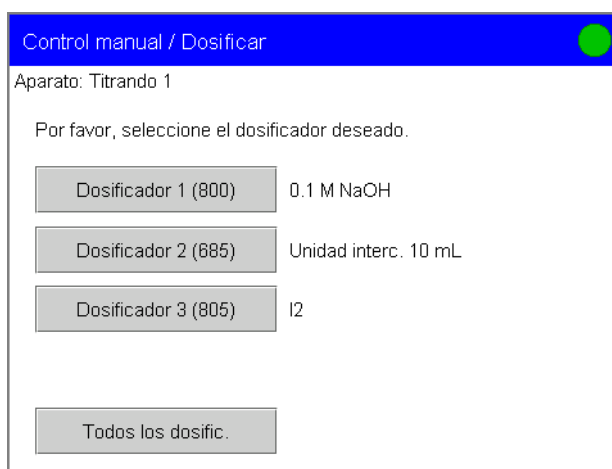 Control manual / Dosificar
Aparato: Titrando 1
Por favor, seleccione el dosificador deseado.
Dosificador 1 (800) 0.1 M NaOH
Dosificador 2 (685) Unidad interc. 10 mL
Dosificador 3 (805) I2
Todos los dosific.